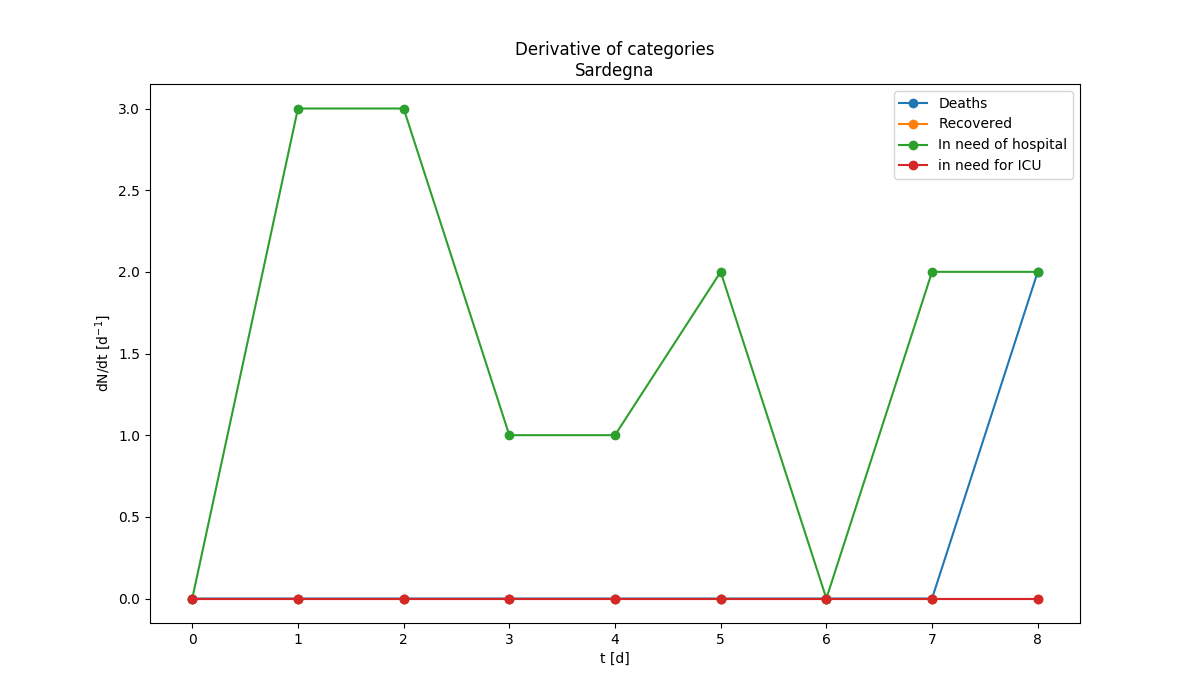 Derivative of categories
Sardegna
Deaths
Recovered
In need of hospital
in need for ICU
3.0
2.5
2.0
1.5
1.0
0.5
0.0
dN/dt [d⁻¹]
0 1 2 3 4 5 6 7 8
t [d]